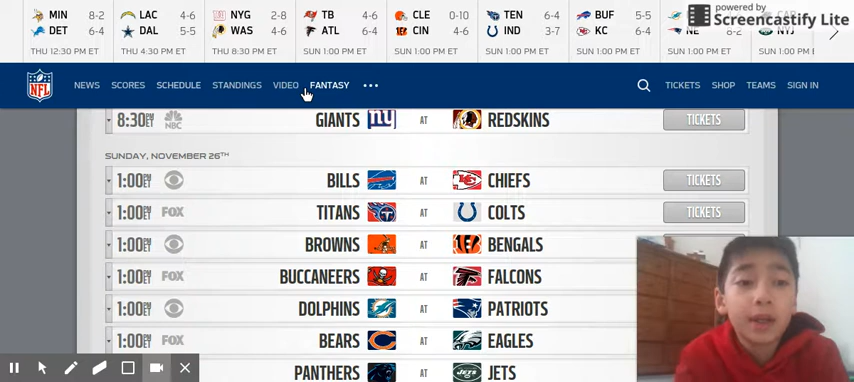 MIN 8-2 LAC 4-6 NYG 2-8 TB 4-6 CLE 0-10 TEN 6-4 BUF 5-5 powered by
DET 6-4 DAL 5-5 WAS 4-6 ATL 6-4 CIN 4-6 IND 3-7 KC 6-4 NE 8-2 NYJ Screencastify Lite
THU 12:30 PM ET THU 4:30 PM ET THU 8:30 PM ET SUN 1:00 PM ET SUN 1:00 PM ET SUN 1:00 PM ET SUN 1:00 PM ET SUN 1:00 PM ET SUN 1:00 PM
NFL NEWS SCORES SCHEDULE STANDINGS VIDEO FANTASY ••• TICKETS SHOP TEAMS SIGN IN
8:30 PM ET NBC GIANTS ny AT REDSKINS TICKETS
SUNDAY, NOVEMBER 26TH
1:00 PM ET BILLS AT CHIEFS TICKETS
1:00 PM ET FOX TITANS AT COLTS TICKETS
1:00 PM ET BROWNS AT BENGALS
1:00 PM ET FOX BUCCANEERS AT FALCONS
1:00 PM ET DOLPHINS AT PATRIOTS
1:00 PM ET FOX BEARS AT EAGLES
PANTHERS AT JETS